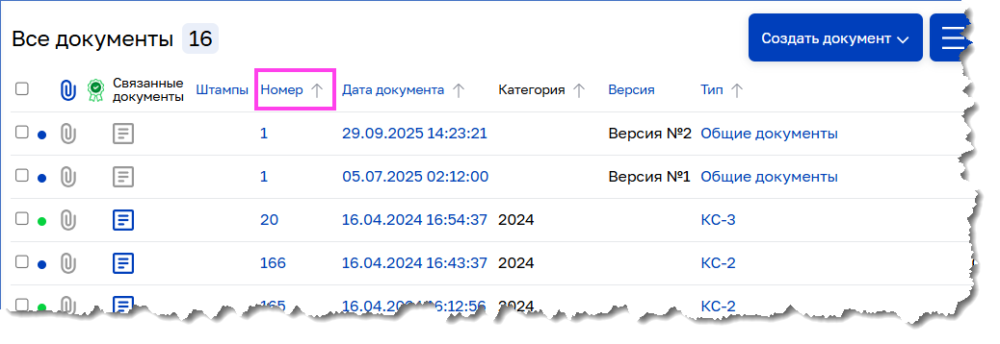 Все документы 16
Создать документ
Связанные документы Штампы Номер Дата документа Категория Версия Тип
1 29.09.2025 14:23:21 Версия №2 Общие документы
1 05.07.2025 02:12:00 Версия №1 Общие документы
20 16.04.2024 16:54:37 2024 КС-3
166 16.04.2024 16:43:37 2024 КС-2
165 16.04.2024 16:12:56 2024 КС-2